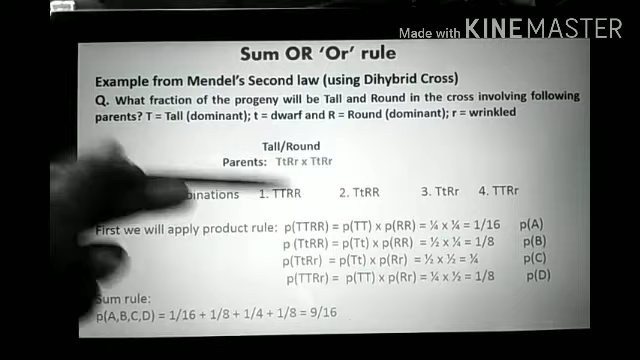 Made with KINEMASTER
Sum OR 'Or' rule
Example from Mendel's Second law (using Dihybrid Cross)
Q. What fraction of the progeny will be Tall and Round in the cross involving following
parents? T = Tall (dominant); t = dwarf and R = Round (dominant); r = wrinkled
Tall/Round
Parents: TtRr x TtRr
1. TTRR 2. TtRR 3. TtRr 4. TTRr
First we will apply product rule: p(TTRR) = p(TT) x p(RR) = ¼ x ¼ = 1/16 p(A)
p (TtRR) = p(Tt) x p(RR) = ½ x ¼ = 1/8 p(B)
p(TtRr) = p(Tt) x p(Rr) = ½ x ½ = ¼ p(C)
p(TTRr) = p(TT) x p(Rr) = ¼ x ½ = 1/8 p(D)
Sum rule:
p(A,B,C,D) = 1/16 + 1/8 + 1/4 + 1/8 = 9/16